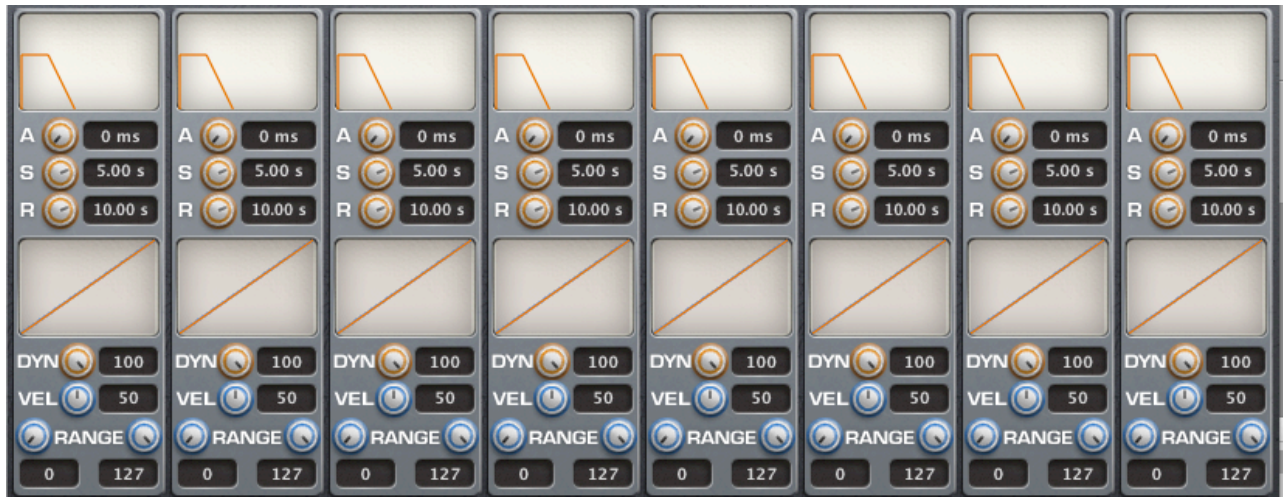 A 0 ms A 0 ms A 0 ms A 0 ms A 0 ms A 0 ms A 0 ms A 0 ms
S 5.00 s S 5.00 s S 5.00 s S 5.00 s S 5.00 s S 5.00 s S 5.00 s S 5.00 s
R 10.00 s R 10.00 s R 10.00 s R 10.00 s R 10.00 s R 10.00 s R 10.00 s R 10.00 s
DYN 100 DYN 100 DYN 100 DYN 100 DYN 100 DYN 100 DYN 100 DYN 100
VEL 50 VEL 50 VEL 50 VEL 50 VEL 50 VEL 50 VEL 50 VEL 50
RANGE RANGE RANGE RANGE RANGE RANGE RANGE RANGE
0 127 0 127 0 127 0 127 0 127 0 127 0 127 0 127